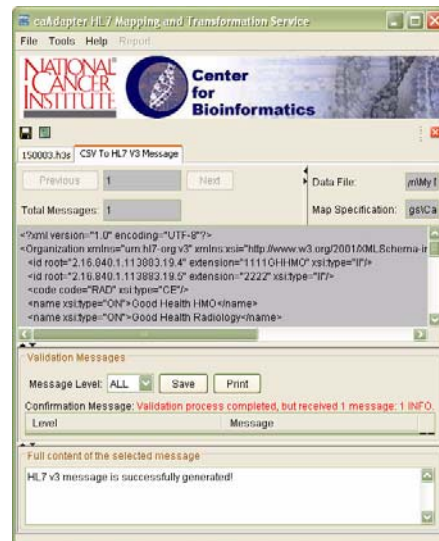 caAdapter HL7 Mapping and Transformation Service
File Tools Help Report
NATIONAL
CANCER
INSTITUTE
Center
for
Bioinformatics
150003.h3s CSV To HL7 V3 Message
Previous 1 Next Data File: m\My D
Total Messages: 1 Map Specification: gs\Ca
<?xml version="1.0" encoding="UTF-8"?>
<Organization xmlns="urn:hl7-org:v3" xmlns:xsi="http://www.w3.org/2001/XMLSchema-in
<id root="2.16.840.1.113883.19.4" extension="1111GHHMO" xsi:type="II"/>
<id root="2.16.840.1.113883.19.5" extension="2222" xsi:type="II"/>
<code code="RAD" xsi:type="CE"/>
<name xsi:type="ON">Good Health HMO</name>
<name xsi:type="ON">Good Health Radiology</name>
Validation Messages
Message Level: ALL Save Print
Confirmation Message: Validation process completed, but received 1 message: 1 INFO.
Level Message
Full content of the selected message
HL7 v3 message is successfully generated!